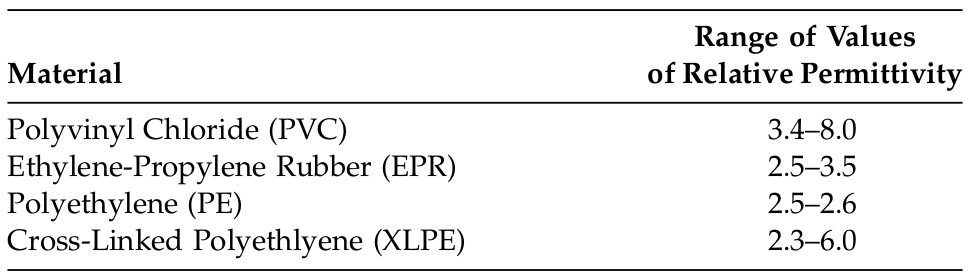 Range of Values
Material of Relative Permittivity
Polyvinyl Chloride (PVC) 3.4–8.0
Ethylene-Propylene Rubber (EPR) 2.5–3.5
Polyethylene (PE) 2.5–2.6
Cross-Linked Polyethlyene (XLPE) 2.3–6.0